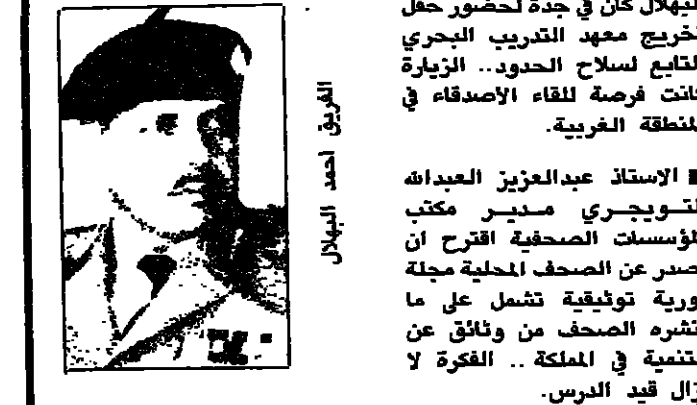 البهلال كان في جدة لحضور حفل
تخريج معهد التدريب البحري
التابع لسلاح الحدود.. الزيارة
كانت فرصة للقاء الأصدقاء في
المنطقة الغربية.
■ الاستاذ عبدالعزيز العبدالله
التويجري مدير مكتب
المؤسسات الصحفية اقترح ان
تصدر عن الصحف المحلية مجلة
دورية توثيقية تشمل على ما
تنشره الصحف من وثائق عن
التنمية في المملكة .. الفكرة لا
تزال قيد الدرس.
الفريق احمد البهلال